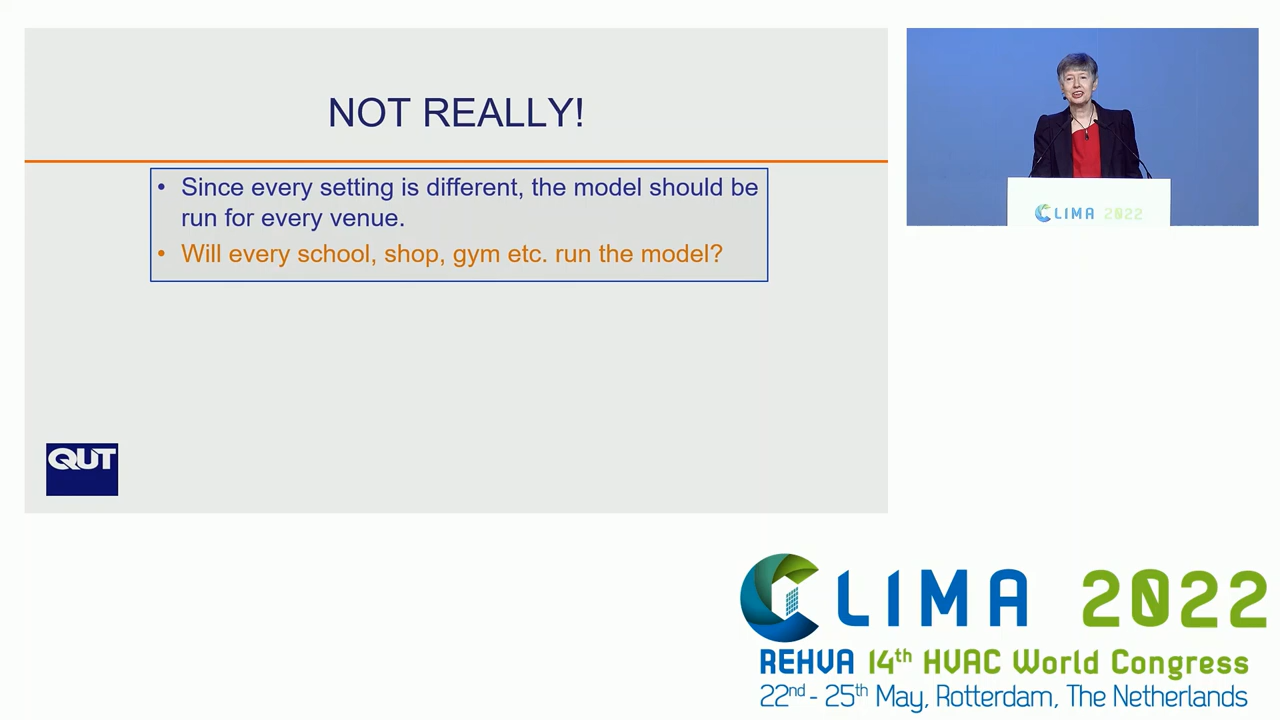 NOT REALLY!
• Since every setting is different, the model should be
run for every venue.
• Will every school, shop, gym etc. run the model?
QUT
CLIMA 2022
CLIMA 2022
REHVA 14th HVAC World Congress
22nd - 25th May, Rotterdam, The Netherlands